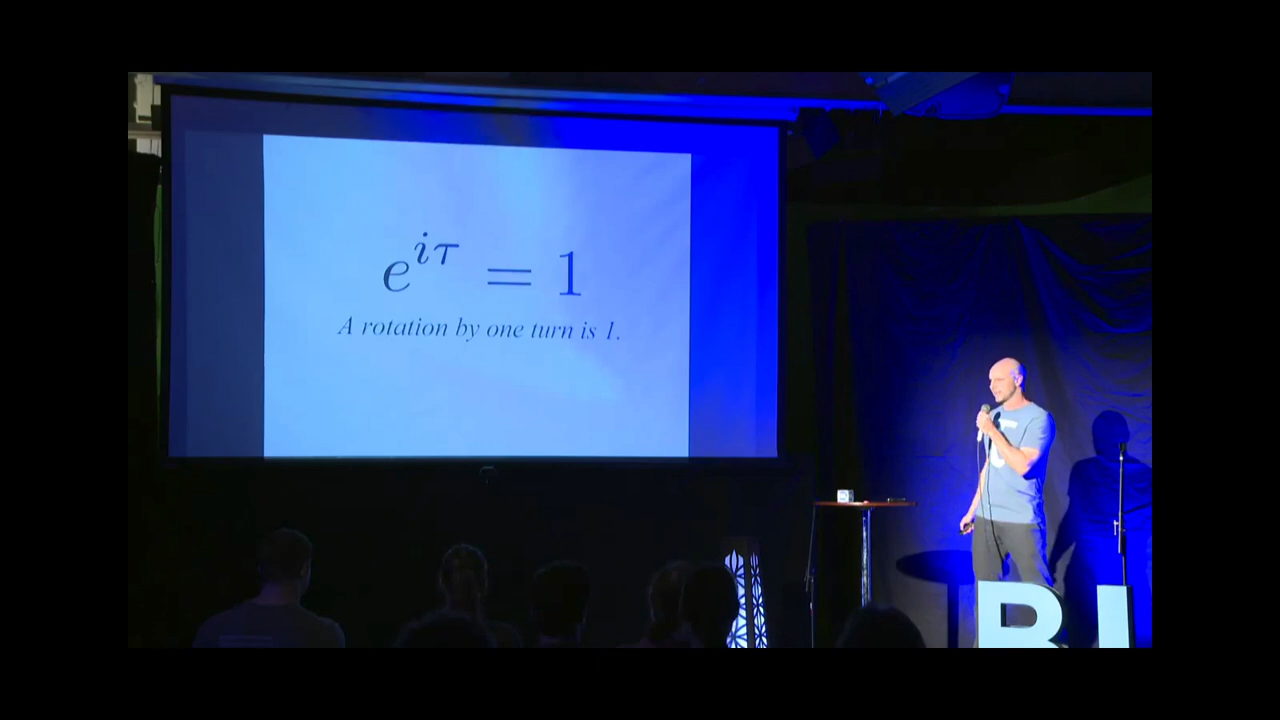 e^{iτ} = 1
A rotation by one turn is 1.
τ